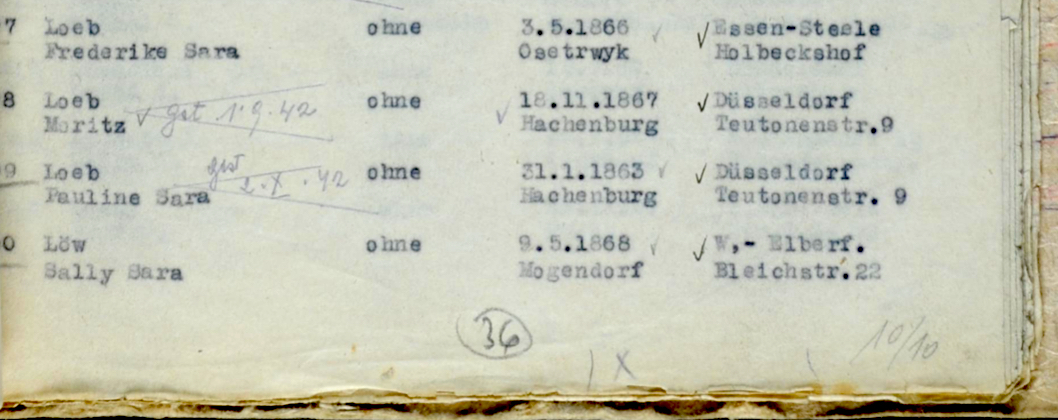 7 Loeb ohne 3.5.1866 ✓ ✓ Essen-Steele
Frederike Sara Osetrwyk Holbeckshof
8 Loeb ohne 18.11.1867 ✓ Düsseldorf
Moritz ✓ gst 1.9.42 ✓ Hachenburg Teutonenstr.9
9 Loeb gst ohne 31.1.1863 ✓ ✓ Düsseldorf
Pauline Sara 2.X.42 Hachenburg Teutonenstr. 9
0 Löw ohne 9.5.1868 ✓ ✓ W,- Elberf.
Sally Sara Mogendorf Bleichstr.22
36
10/10
X